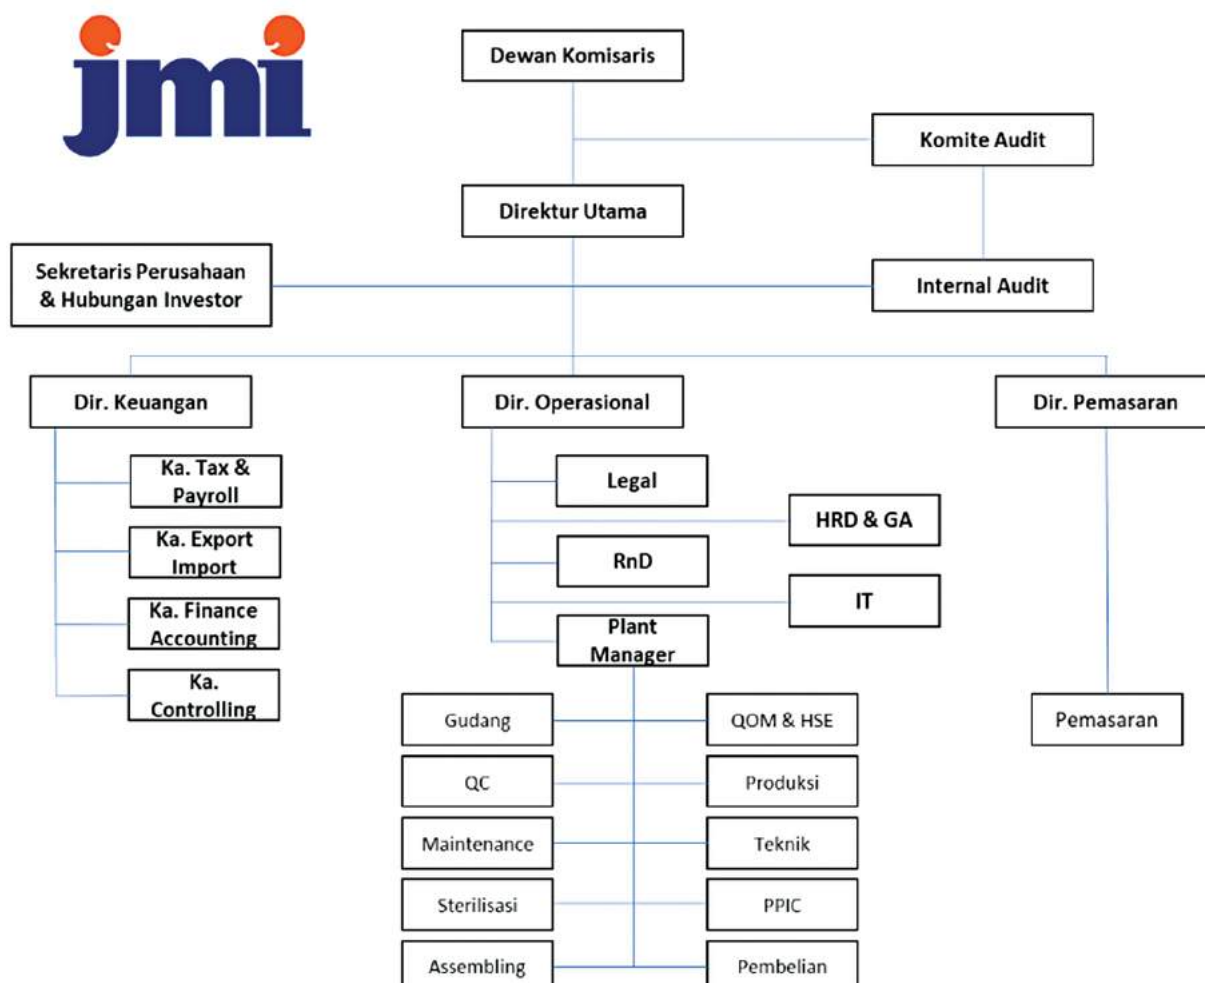 jmi
Dewan Komisaris
Komite Audit
Direktur Utama
Sekretaris Perusahaan
& Hubungan Investor
Internal Audit
Dir. Keuangan
Dir. Operasional
Dir. Pemasaran
Ka. Tax &
Payroll
Ka. Export
Import
Ka. Finance
Accounting
Ka.
Controlling
Legal
HRD & GA
RnD
IT
Plant
Manager
Gudang
QOM & HSE
QC
Produksi
Maintenance
Teknik
Sterilisasi
PPIC
Assembling
Pembelian
Pemasaran